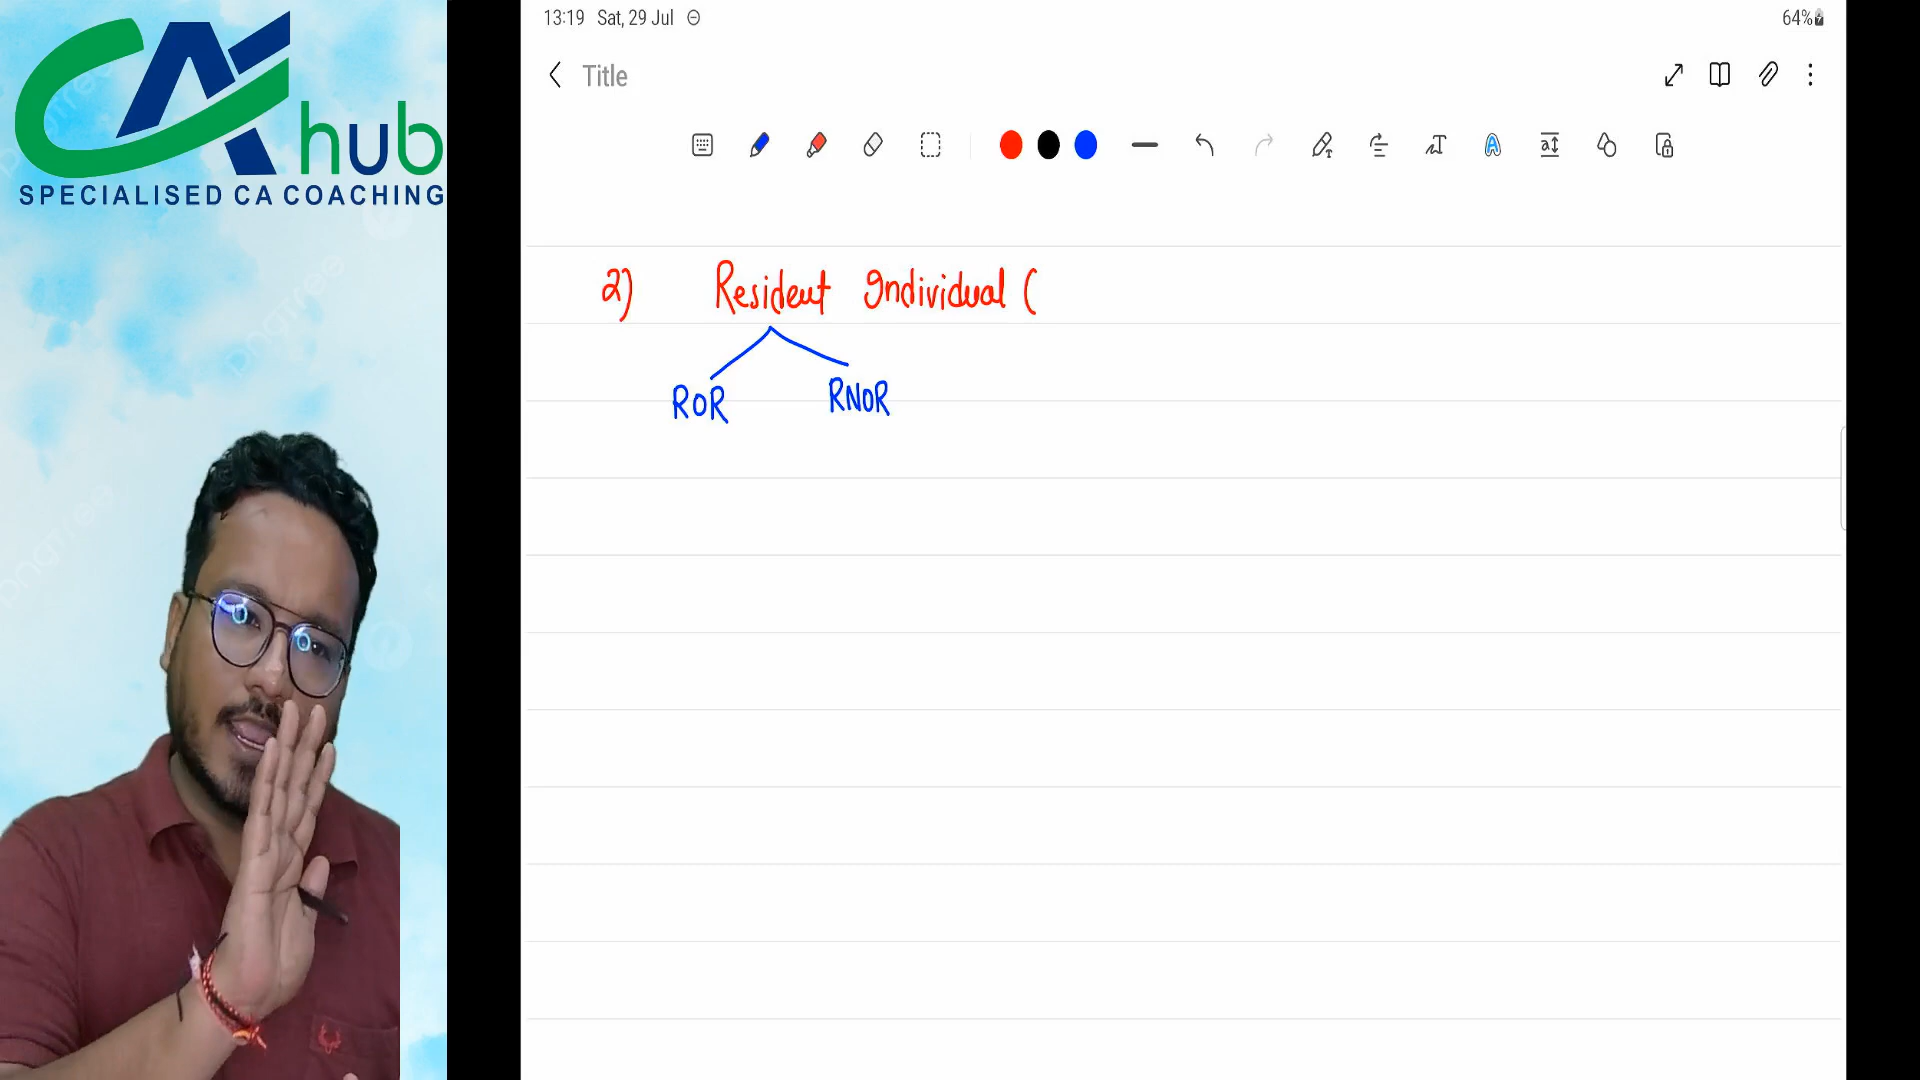 CA hub
SPECIALISED CA COACHING
13:19 Sat, 29 Jul
64%
Title
2) Resident Individual (
ROR RNOR